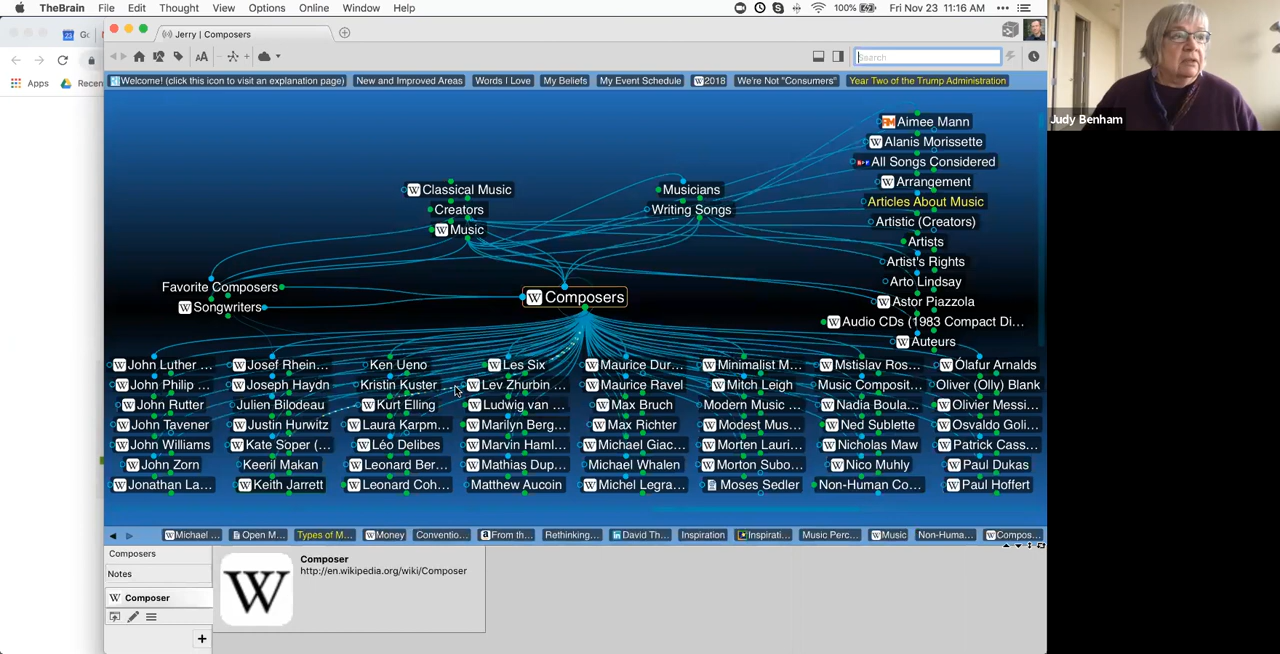 TheBrain File Edit Thought View Options Online Window Help 100% Fri Nov 23 11:16 AM
Jerry | Composers
Search
Apps Recen
Welcome! (click this icon to visit an explanation page) New and Improved Areas Words I Love My Beliefs My Event Schedule 2018 We're Not "Consumers" Year Two of the Trump Administration
Judy Benham
Aimee Mann
Alanis Morissette
All Songs Considered
Arrangement
Articles About Music
Artistic (Creators)
Artists
Artist's Rights
Arto Lindsay
Astor Piazzola
Audio CDs (1983 Compact Di...
Auteurs
Classical Music
Creators
Music
Musicians
Writing Songs
Favorite Composers
Songwriters
Composers
John Luther ... Josef Rhein... Ken Ueno Les Six Maurice Dur... Minimalist M... Mstislav Ros... Ólafur Arnalds
John Philip ... Joseph Haydn Kristin Kuster Lev Zhurbin ... Maurice Ravel Mitch Leigh Music Composit... Oliver (Olly) Blank
John Rutter Julien Bilodeau Kurt Elling Ludwig van ... Max Bruch Modern Music ... Nadia Boula... Olivier Messi...
John Tavener Justin Hurwitz Laura Karpm... Marilyn Berg... Max Richter Modest Mus... Ned Sublette Osvaldo Goli...
John Williams Kate Soper (... Léo Delibes Marvin Haml... Michael Giac... Morten Lauri... Nicholas Maw Patrick Cass...
John Zorn Keeril Makan Leonard Ber... Mathias Dup... Michael Whalen Morton Subo... Nico Muhly Paul Dukas
Jonathan La... Keith Jarrett Leonard Coh... Matthew Aucoin Michel Legra... Moses Sedler Non-Human Co... Paul Hoffert
Michael ... Open M... Types of M... Money Conventio... From th... Rethinking... David Th... Inspiration Inspirati... Music Perc... Music Non-Huma... Compos...
Composers
Notes
Composer
Composer
http://en.wikipedia.org/wiki/Composer